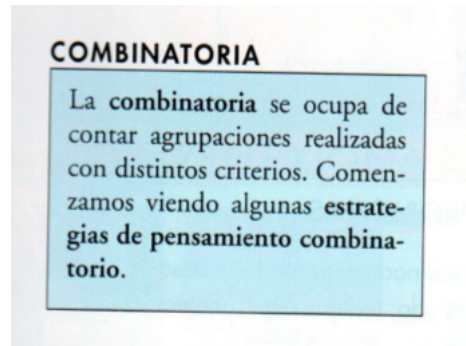 COMBINATORIA
La combinatoria se ocupa de
contar agrupaciones realizadas
con distintos criterios. Comen-
zamos viendo algunas estrate-
gias de pensamiento combina-
torio.